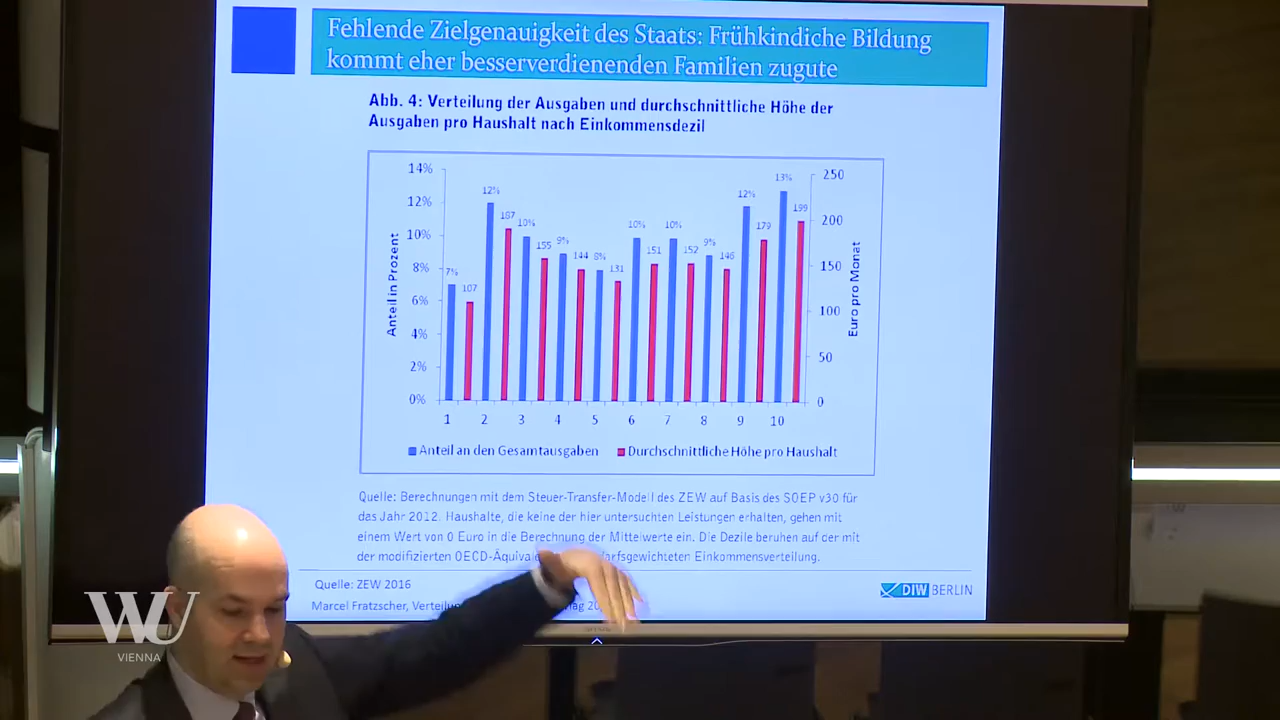 Fehlende Zielgenauigkeit des Staats: Frühkindiche Bildung
kommt eher besserverdienenden Familien zugute
Abb. 4: Verteilung der Ausgaben und durchschnittliche Höhe der
Ausgaben pro Haushalt nach Einkommensdezil
14%
12%
10%
8%
6%
4%
2%
0%
Anteil in Prozent
7%
107
12%
187
10%
155
9%
144
8%
131
10%
151
10%
152
9%
146
12%
179
13%
199
250
200
150
100
50
0
Euro pro Monat
1 2 3 4 5 6 7 8 9 10
Anteil an den Gesamtausgaben Durchschnittliche Höhe pro Haushalt
Quelle: Berechnungen mit dem Steuer-Transfer-Modell des ZEW auf Basis des SOEP v30 für
das Jahr 2012. Haushalte, die keine der hier untersuchten Leistungen erhalten, gehen mit
einem Wert von 0 Euro in die Berechnung der Mittelwerte ein. Die Dezile beruhen auf der mit
der modifizierten Einkommensverteilung.
Quelle: ZEW 2016
DIW BERLIN
Marcel Fratzscher,
WU
VIENNA